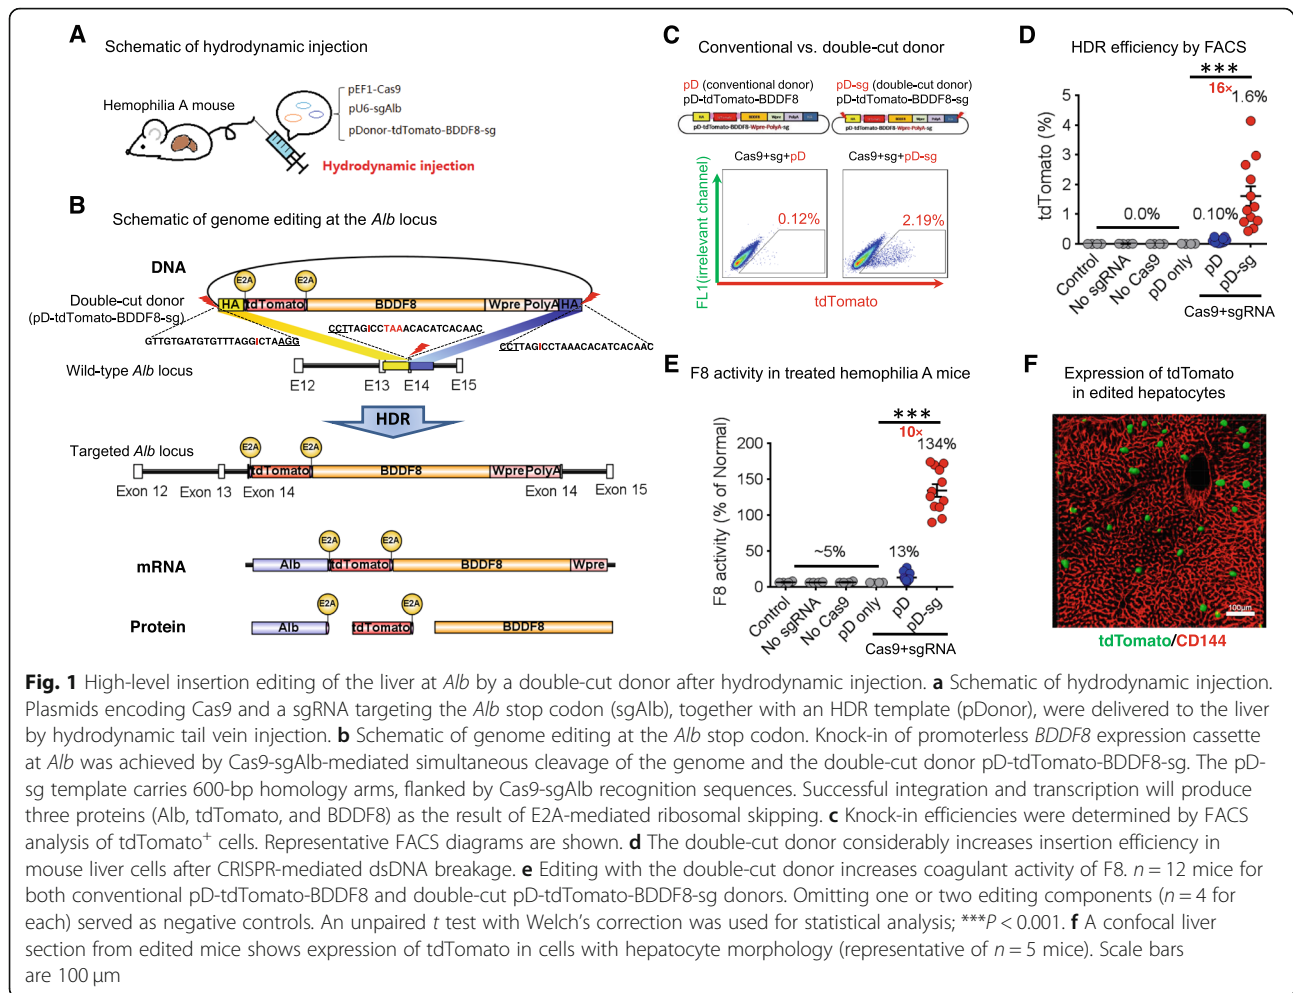 A
Schematic of hydrodynamic injection
Hemophilia A mouse
pEF1-Cas9
pU6-sgAlb
pDonor-tdTomato-BDDF8-sg
Hydrodynamic injection
B
Schematic of genome editing at the Alb locus
DNA
E2A
E2A
Double-cut donor
(pD-tdTomato-BDDF8-sg)
HA
tdTomato
BDDF8
Wpre
PolyA
HA
CCTTAGICCTAAACACATCACAAC
GTTGTGATGTGTTTAGGICTAAGG
CCTTAGICCTAAACACATCACAAC
Wild-type Alb locus
E12
E13
E14
E15
HDR
Targeted Alb locus
E2A
E2A
tdTomato
BDDF8
Wpre
PolyA
Exon 12
Exon 13
Exon 14
Exon 14
Exon 15
mRNA
E2A
E2A
Alb
tdTomato
BDDF8
Wpre
Protein
E2A
E2A
Alb
tdTomato
BDDF8
C
Conventional vs. double-cut donor
pD (conventional donor)
pD-tdTomato-BDDF8
pD-sg (double-cut donor)
pD-tdTomato-BDDF8-sg
pD-tdTomato-BDDF8-Wpre-PolyA-sg
pD-tdTomato-BDDF8-Wpre-PolyA-sg
Cas9+sg+pD
Cas9+sg+pD-sg
0.12%
2.19%
FL1(irrelevant channel)
tdTomato
D
HDR efficiency by FACS
***
16×
1.6%
tdTomato (%)
5
4
3
2
1
0
0.0%
0.10%
Control
No sgRNA
No Cas9
pD only
pD
pD-sg
Cas9+sgRNA
E
F8 activity in treated hemophilia A mice
***
10×
134%
F8 activity (% of Normal)
200
150
100
50
0
~5%
13%
Control
No sgRNA
No Cas9
pD only
pD
pD-sg
Cas9+sgRNA
F
Expression of tdTomato
in edited hepatocytes
100µm
tdTomato/CD144
Fig. 1 High-level insertion editing of the liver at Alb by a double-cut donor after hydrodynamic injection. a Schematic of hydrodynamic injection.
Plasmids encoding Cas9 and a sgRNA targeting the Alb stop codon (sgAlb), together with an HDR template (pDonor), were delivered to the liver
by hydrodynamic tail vein injection. b Schematic of genome editing at the Alb stop codon. Knock-in of promoterless BDDF8 expression cassette
at Alb was achieved by Cas9-sgAlb-mediated simultaneous cleavage of the genome and the double-cut donor pD-tdTomato-BDDF8-sg. The pD-
sg template carries 600-bp homology arms, flanked by Cas9-sgAlb recognition sequences. Successful integration and transcription will produce
three proteins (Alb, tdTomato, and BDDF8) as the result of E2A-mediated ribosomal skipping. c Knock-in efficiencies were determined by FACS
analysis of tdTomato⁺ cells. Representative FACS diagrams are shown. d The double-cut donor considerably increases insertion efficiency in
mouse liver cells after CRISPR-mediated dsDNA breakage. e Editing with the double-cut donor increases coagulant activity of F8. n = 12 mice for
both conventional pD-tdTomato-BDDF8 and double-cut pD-tdTomato-BDDF8-sg donors. Omitting one or two editing components (n = 4 for
each) served as negative controls. An unpaired t test with Welch's correction was used for statistical analysis; ***P < 0.001. f A confocal liver
section from edited mice shows expression of tdTomato in cells with hepatocyte morphology (representative of n = 5 mice). Scale bars
are 100 µm